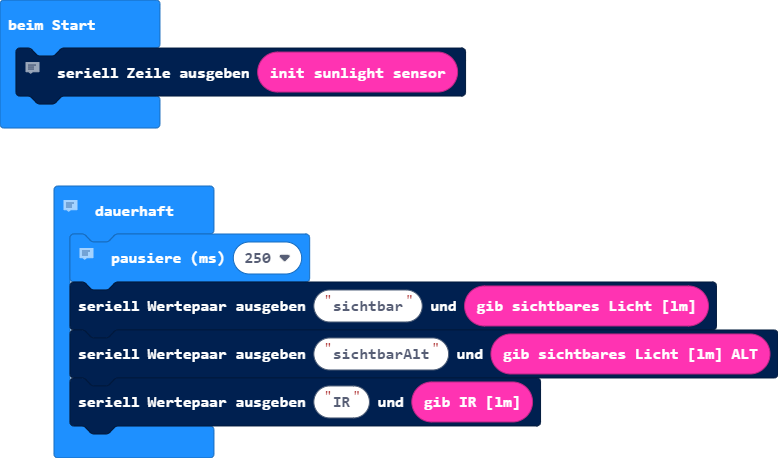 beim Start
seriell Zeile ausgeben init sunlight sensor
dauerhaft
pausiere (ms) 250
seriell Wertepaar ausgeben "sichtbar" und gib sichtbares Licht [lm]
seriell Wertepaar ausgeben "sichtbarAlt" und gib sichtbares Licht [lm] ALT
seriell Wertepaar ausgeben "IR" und gib IR [lm]